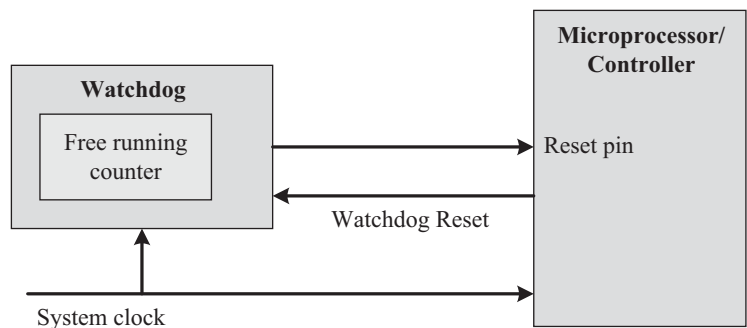 Microprocessor/
Controller
Watchdog
Free running
counter
Reset pin
Watchdog Reset
System clock